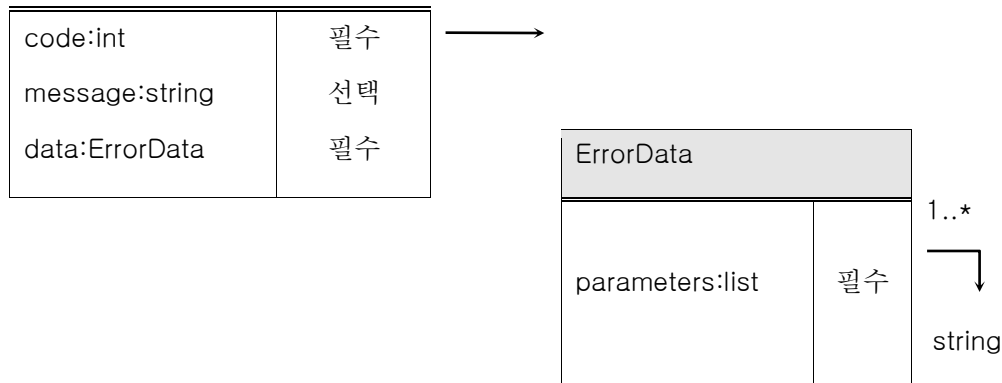 code:int 필수
message:string 선택
data:ErrorData 필수
ErrorData
1..*
parameters:list 필수
string